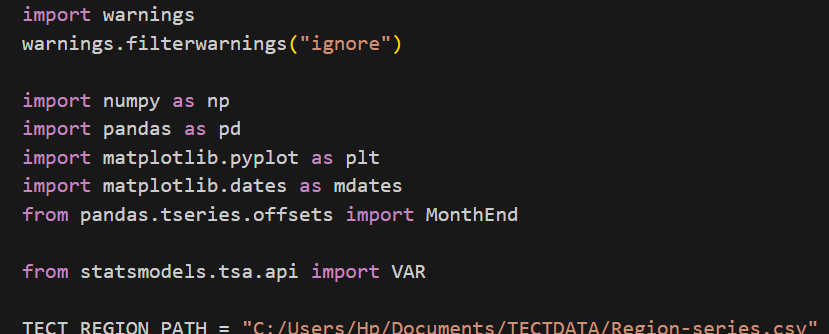 import warnings
warnings.filterwarnings("ignore")
import numpy as np
import pandas as pd
import matplotlib.pyplot as plt
import matplotlib.dates as mdates
from pandas.tseries.offsets import MonthEnd
from statsmodels.tsa.api import VAR
TECT_REGION_PATH = "C:/Users/Hp/Documents/TECTDATA/Region-series.csv"